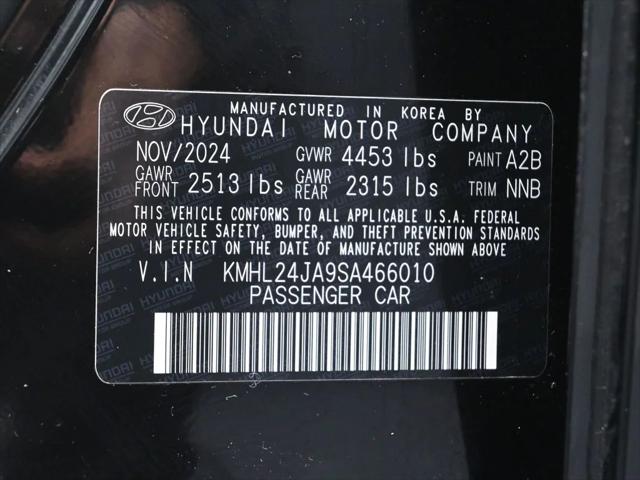 MANUFACTURED IN KOREA BY
HYUNDAI MOTOR COMPANY
NOV/2024 GVWR 4453 lbs PAINT A2B
GAWR FRONT 2513 lbs GAWR REAR 2315 lbs TRIM NNB
THIS VEHICLE CONFORMS TO ALL APPLICABLE U.S.A. FEDERAL
MOTOR VEHICLE SAFETY, BUMPER, AND THEFT PREVENTION STANDARDS
IN EFFECT ON THE DATE OF MANUFACTURE SHOWN ABOVE.
V.I.N KMHL24JA9SA466010
PASSENGER CAR